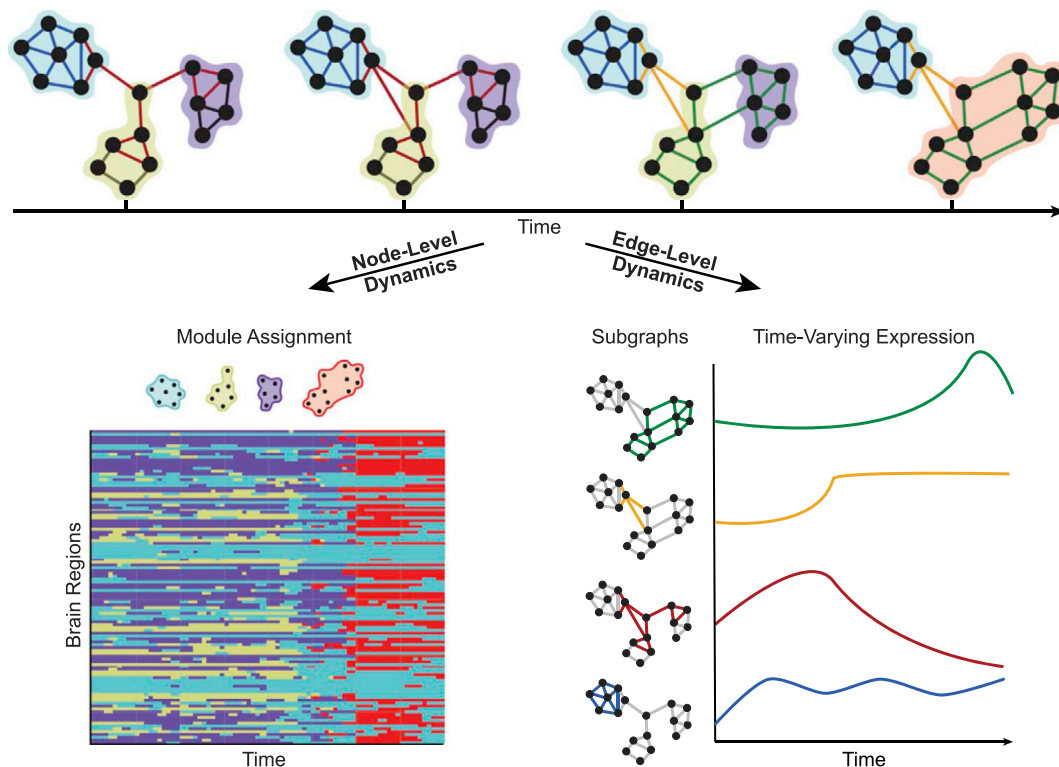 Time
Node-Level
Dynamics
Edge-Level
Dynamics
Module Assignment
Brain Regions
Time
Subgraphs
Time-Varying Expression
Time